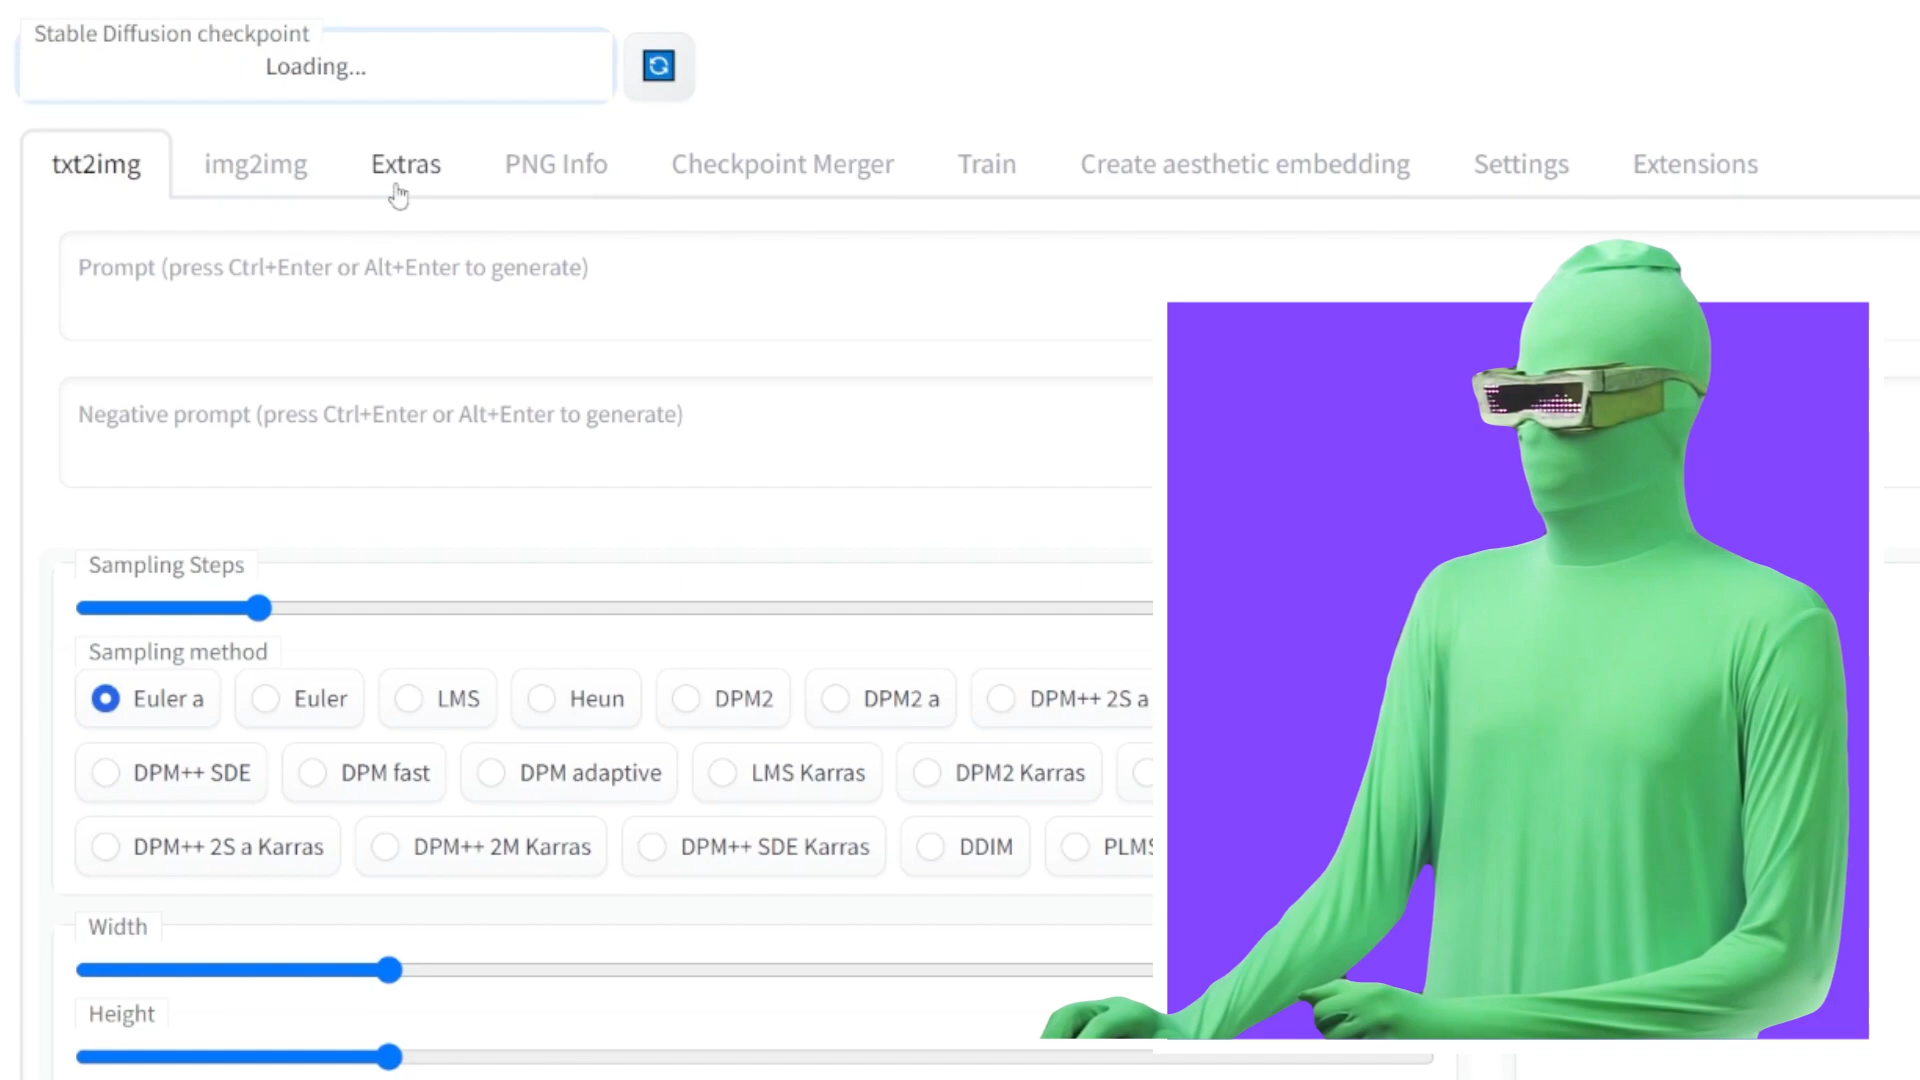 Stable Diffusion checkpoint
Loading...
txt2img img2img Extras PNG Info Checkpoint Merger Train Create aesthetic embedding Settings Extensions
Prompt (press Ctrl+Enter or Alt+Enter to generate)
Negative prompt (press Ctrl+Enter or Alt+Enter to generate)
Sampling Steps
Sampling method
Euler a Euler LMS Heun DPM2 DPM2 a DPM++ 2S a
DPM++ SDE DPM fast DPM adaptive LMS Karras DPM2 Karras
DPM++ 2S a Karras DPM++ 2M Karras DPM++ SDE Karras DDIM PLMS
Width
Height